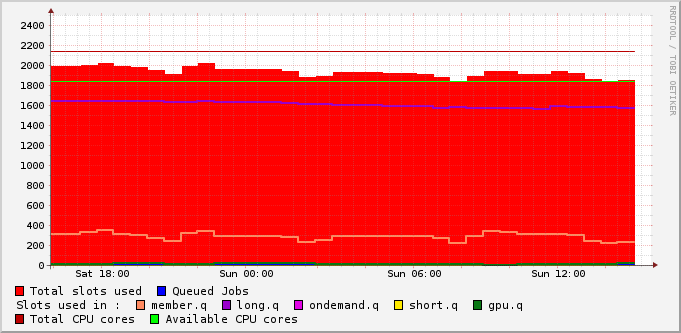 2400
2200
2000
1800
1600
1400
1200
1000
800
600
400
200
0
Sat 18:00 Sun 00:00 Sun 06:00 Sun 12:00
RRDTOOL / TOBI OETIKER
Total slots used Queued Jobs
Slots used in : member.q long.q ondemand.q short.q gpu.q
Total CPU cores Available CPU cores